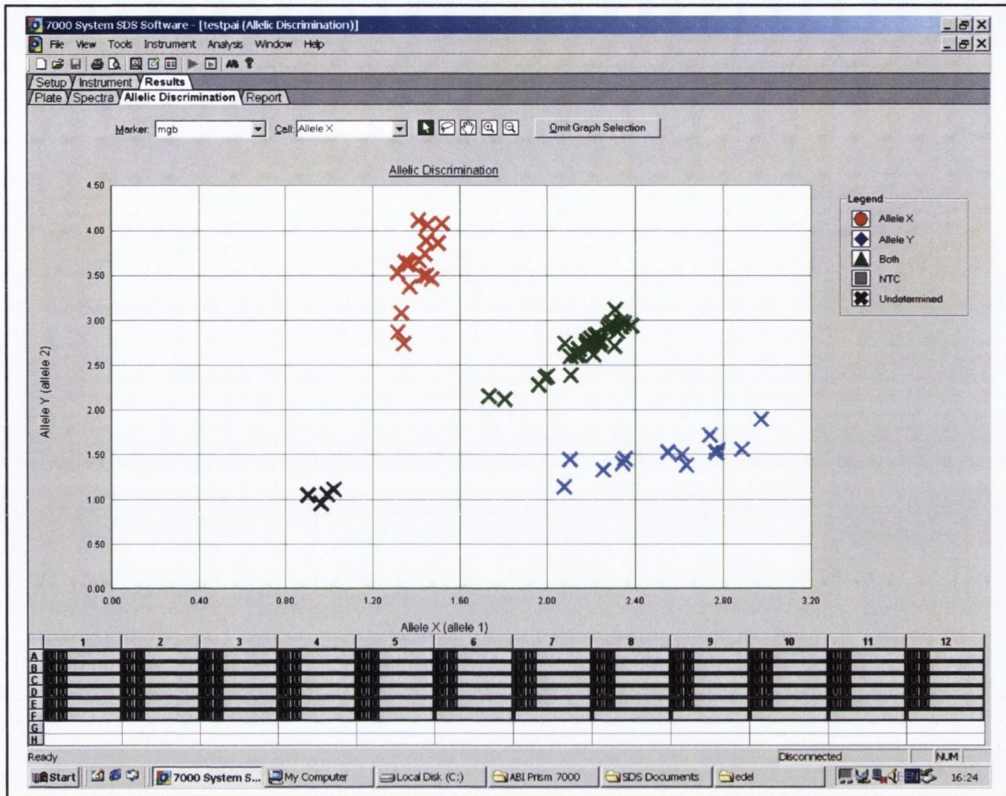 7000 System SDS Software - [testpai (Allelic Discrimination)]
File View Tools Instrument Analysis Window Help
Setup Instrument Results
Plate Spectra Allelic Discrimination Report
Marker: mgb Call: Allele X Omit Graph Selection
Allelic Discrimination
4.50
4.00
3.50
3.00
2.50
2.00
1.50
1.00
0.50
0.00
Allele Y (allele 2)
0.00 0.40 0.80 1.20 1.60 2.00 2.40 2.80 3.20
Allele X (allele 1)
Legend
Allele X
Allele Y
Both
NTC
Undetermined
1 2 3 4 5 6 7 8 9 10 11 12
A
B
C
D
E
F
G
H
Ready Disconnected NUM
Start 7000 System S... My Computer Local Disk (C:) ABI Prism 7000 SDS Documents edel EN 16:24